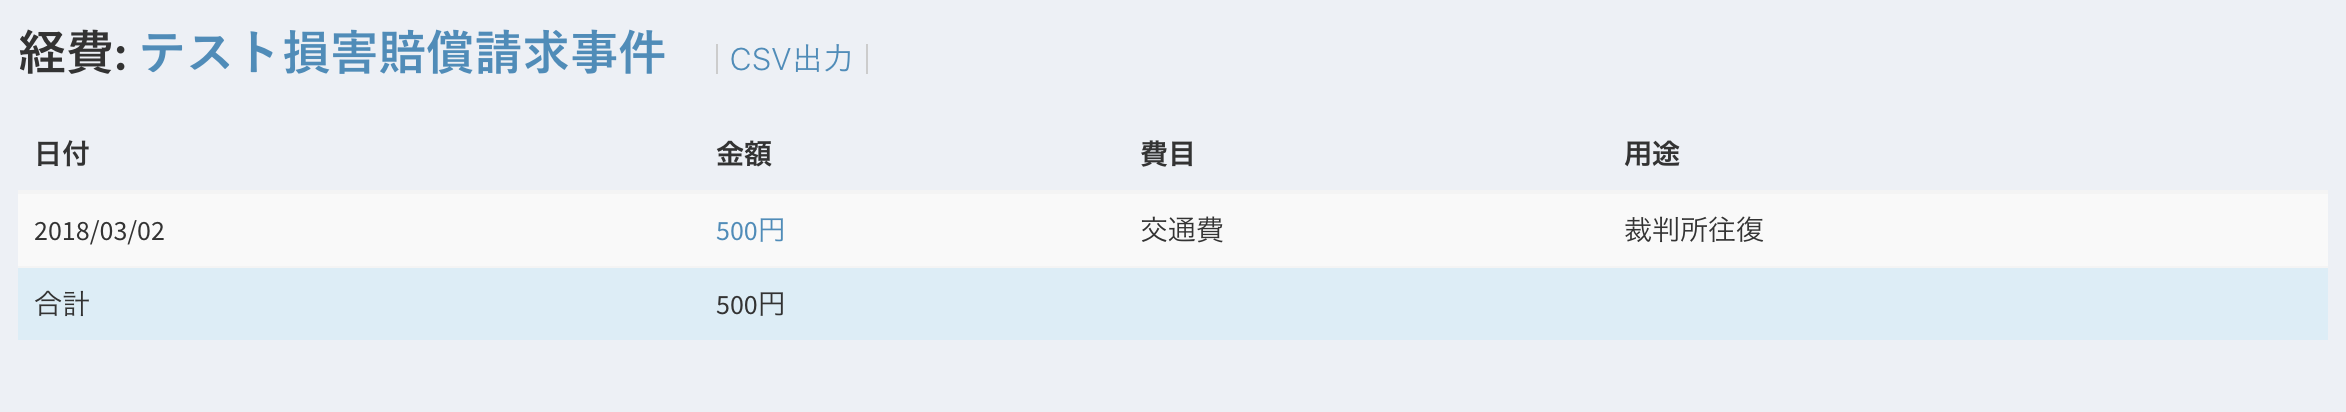 経費: テスト損害賠償請求事件 | CSV出力 |
日付 金額 費目 用途
2018/03/02 500円 交通費 裁判所往復
合計 500円